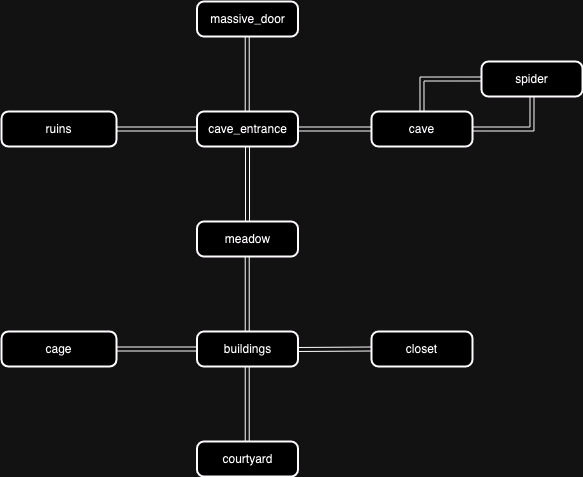 massive_door
spider
ruins
cave_entrance
cave
meadow
cage
buildings
closet
courtyard